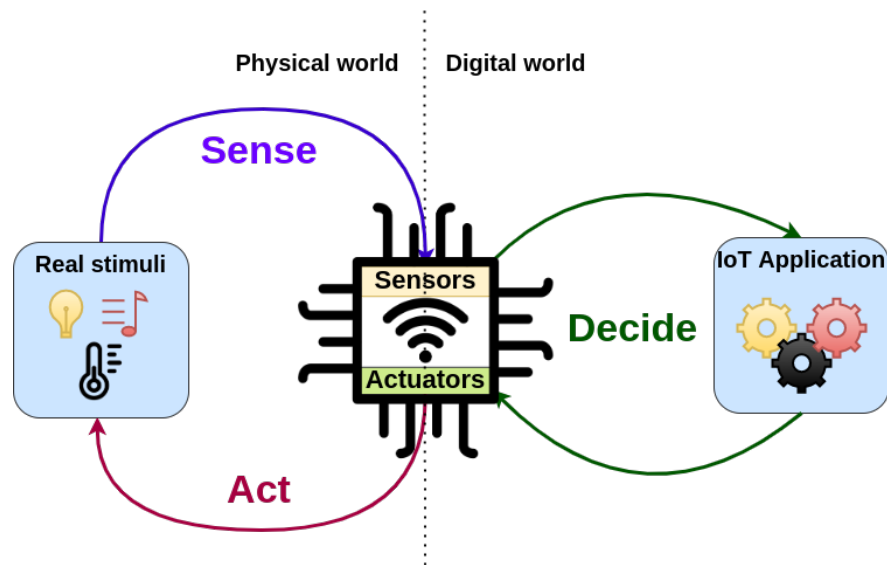 Physical world
Digital world
Sense
Real stimuli
Sensors
IoT Application
Decide
Actuators
Act